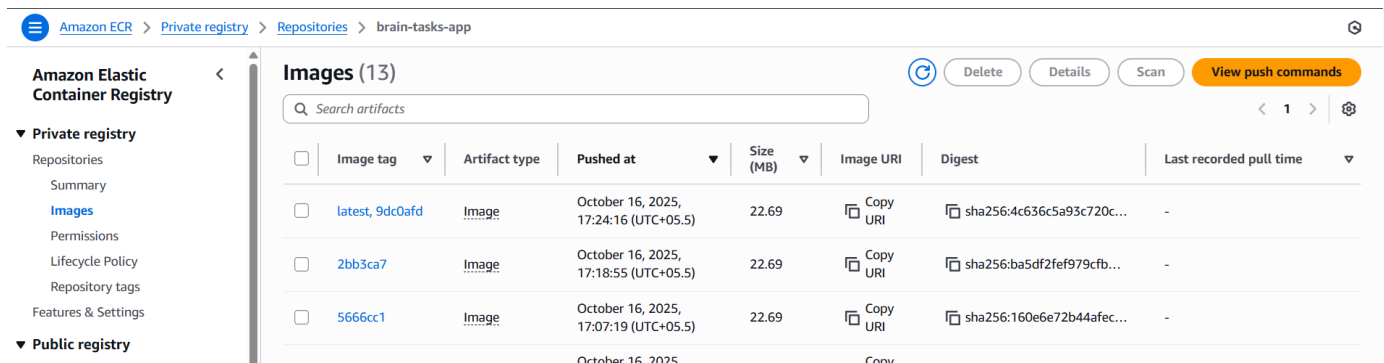 Amazon ECR > Private registry > Repositories > brain-tasks-app
Amazon Elastic
Container Registry
Private registry
Repositories
Summary
Images
Permissions
Lifecycle Policy
Repository tags
Features & Settings
Public registry
Images (13)
Delete
Details
Scan
View push commands
Search artifacts
1
Image tag
Artifact type
Pushed at
Size
(MB)
Image URI
Digest
Last recorded pull time
latest, 9dc0afd
Image
October 16, 2025,
17:24:16 (UTC+05.5)
22.69
Copy
URI
sha256:4c636c5a93c720c...
-
2bb3ca7
Image
October 16, 2025,
17:18:55 (UTC+05.5)
22.69
Copy
URI
sha256:ba5df2fef979cfb...
-
5666cc1
Image
October 16, 2025,
17:07:19 (UTC+05.5)
22.69
Copy
URI
sha256:160e6e72b44afec...
-
October 16, 2025,
Copy